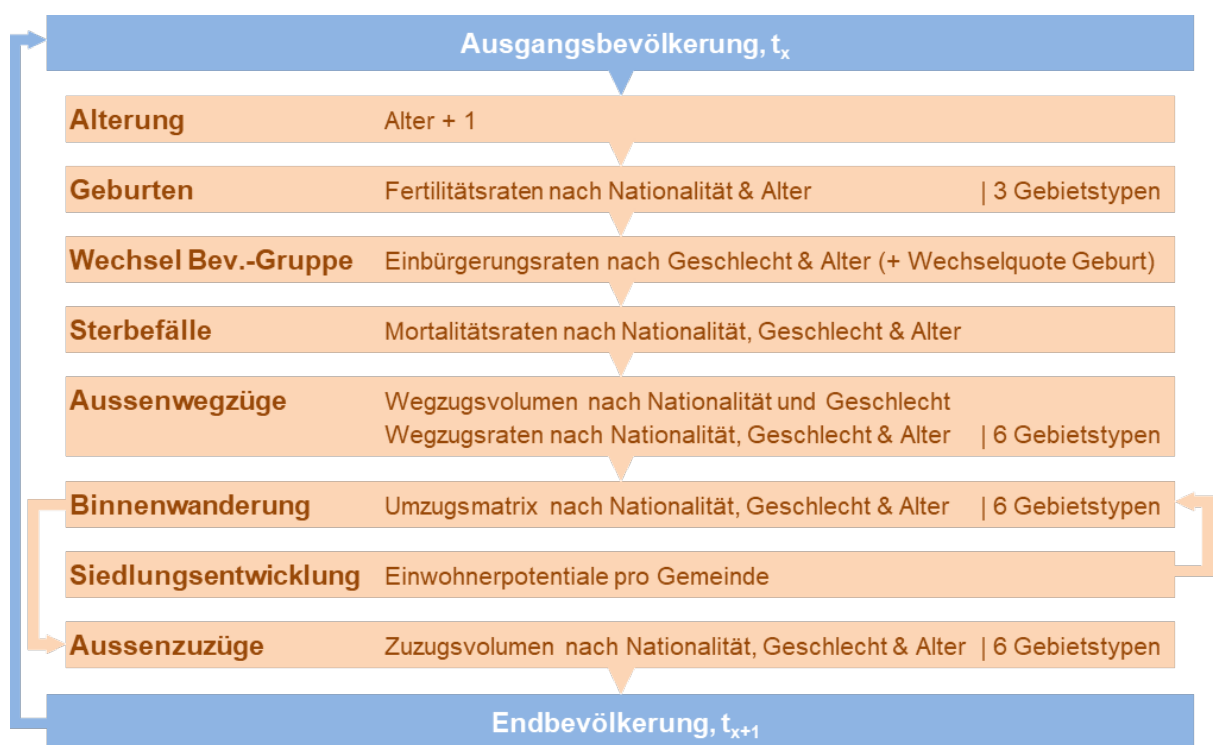 Ausgangsbevölkerung, tx
Alterung Alter + 1
Geburten Fertilitätsraten nach Nationalität & Alter | 3 Gebietstypen
Wechsel Bev.-Gruppe Einbürgerungsraten nach Geschlecht & Alter (+ Wechselquote Geburt)
Sterbefälle Mortalitätsraten nach Nationalität, Geschlecht & Alter
Aussenwegzüge Wegzugsvolumen nach Nationalität und Geschlecht
Wegzugsraten nach Nationalität, Geschlecht & Alter | 6 Gebietstypen
Binnenwanderung Umzugsmatrix nach Nationalität, Geschlecht & Alter | 6 Gebietstypen
Siedlungsentwicklung Einwohnerpotentiale pro Gemeinde
Aussenzuzüge Zuzugsvolumen nach Nationalität, Geschlecht & Alter | 6 Gebietstypen
Endbevölkerung, tx+1